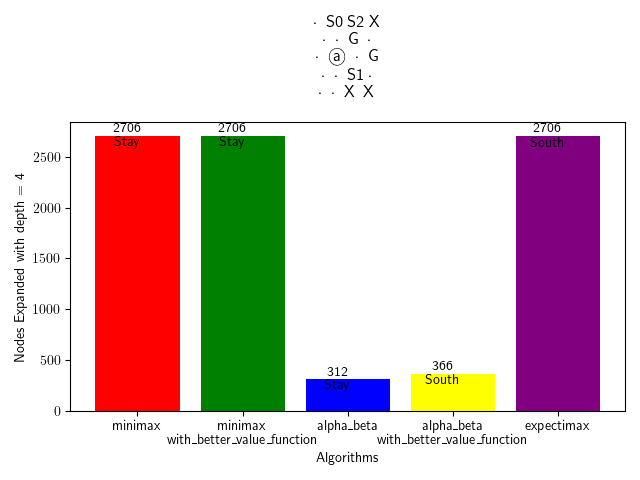 · S0 S2 X
· · G ·
· ⓐ · G
· · S1 ·
· · X X
2706
Stay
2706
Stay
312
Stay
366
South
2706
South
2500
2000
1500
1000
500
0
Nodes Expanded with depth = 4
minimax
minimax
with_better_value_function
alpha_beta
alpha_beta
with_better_value_function
expectimax
Algorithms